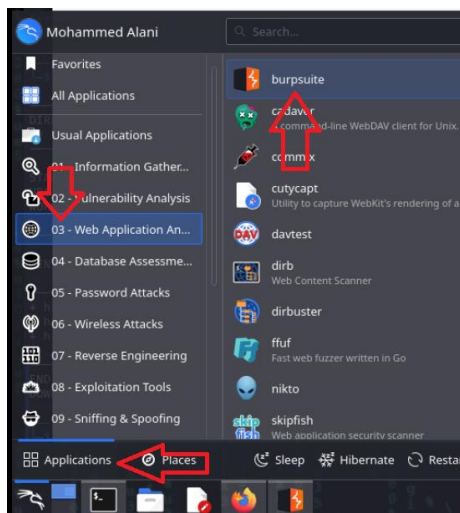 Mohammed Alani
Search...
Favorites
All Applications
Usual Applications
01 - Information Gather...
02 - Vulnerability Analysis
03 - Web Application An...
04 - Database Assessme...
05 - Password Attacks
06 - Wireless Attacks
07 - Reverse Engineering
08 - Exploitation Tools
09 - Sniffing & Spoofing
burpsuite
cadaver
command-line WebDAV client for Unix.
commix
cutycapt
Utility to capture WebKit's rendering of a
DAV
davtest
dirb
Web Content Scanner
dirbuster
ffuf
Fast web fuzzer written in Go
nikto
skip
fish
skipfish
Web application security scanner
Applications
Places
Sleep
Hibernate
Resta